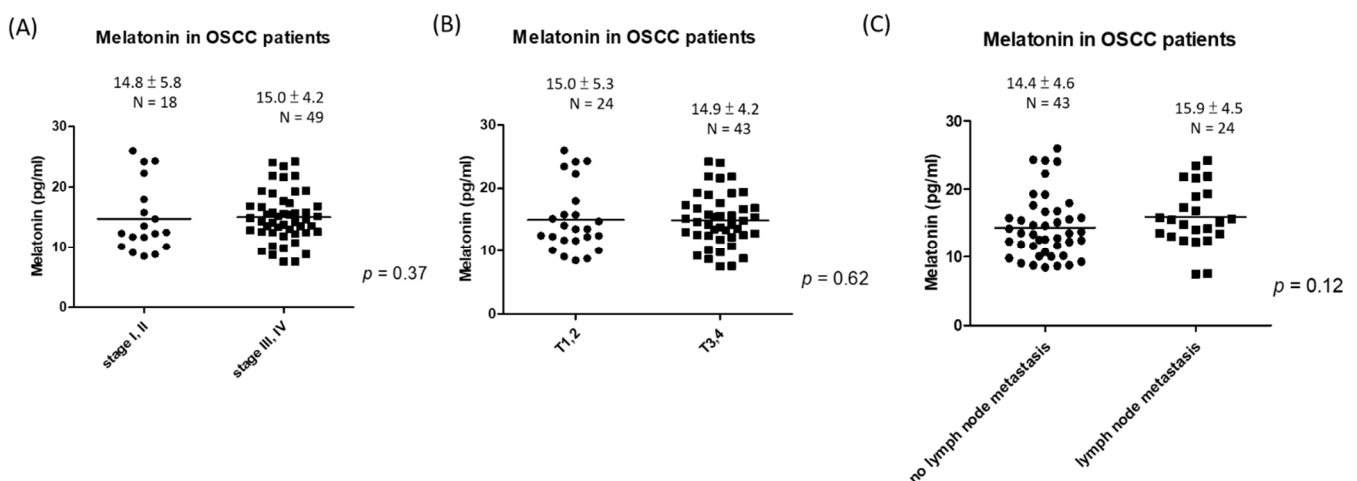 (A)
Melatonin in OSCC patients
14.8 ± 5.8
N = 18
15.0 ± 4.2
N = 49
Melatonin (pg/ml)
30
20
10
0
stage I, II
stage III, IV
p = 0.37
(B)
Melatonin in OSCC patients
15.0 ± 5.3
N = 24
14.9 ± 4.2
N = 43
Melatonin (pg/ml)
30
20
10
0
T1,2
T3,4
p = 0.62
(C)
Melatonin in OSCC patients
14.4 ± 4.6
N = 43
15.9 ± 4.5
N = 24
Melatonin (pg/ml)
30
20
10
0
no lymph node metastasis
lymph node metastasis
p = 0.12